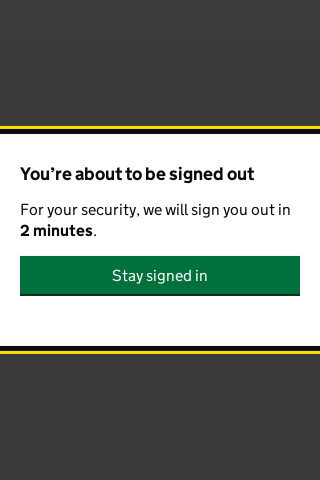 You’re about to be signed out
For your security, we will sign you out in
2 minutes.
Stay signed in